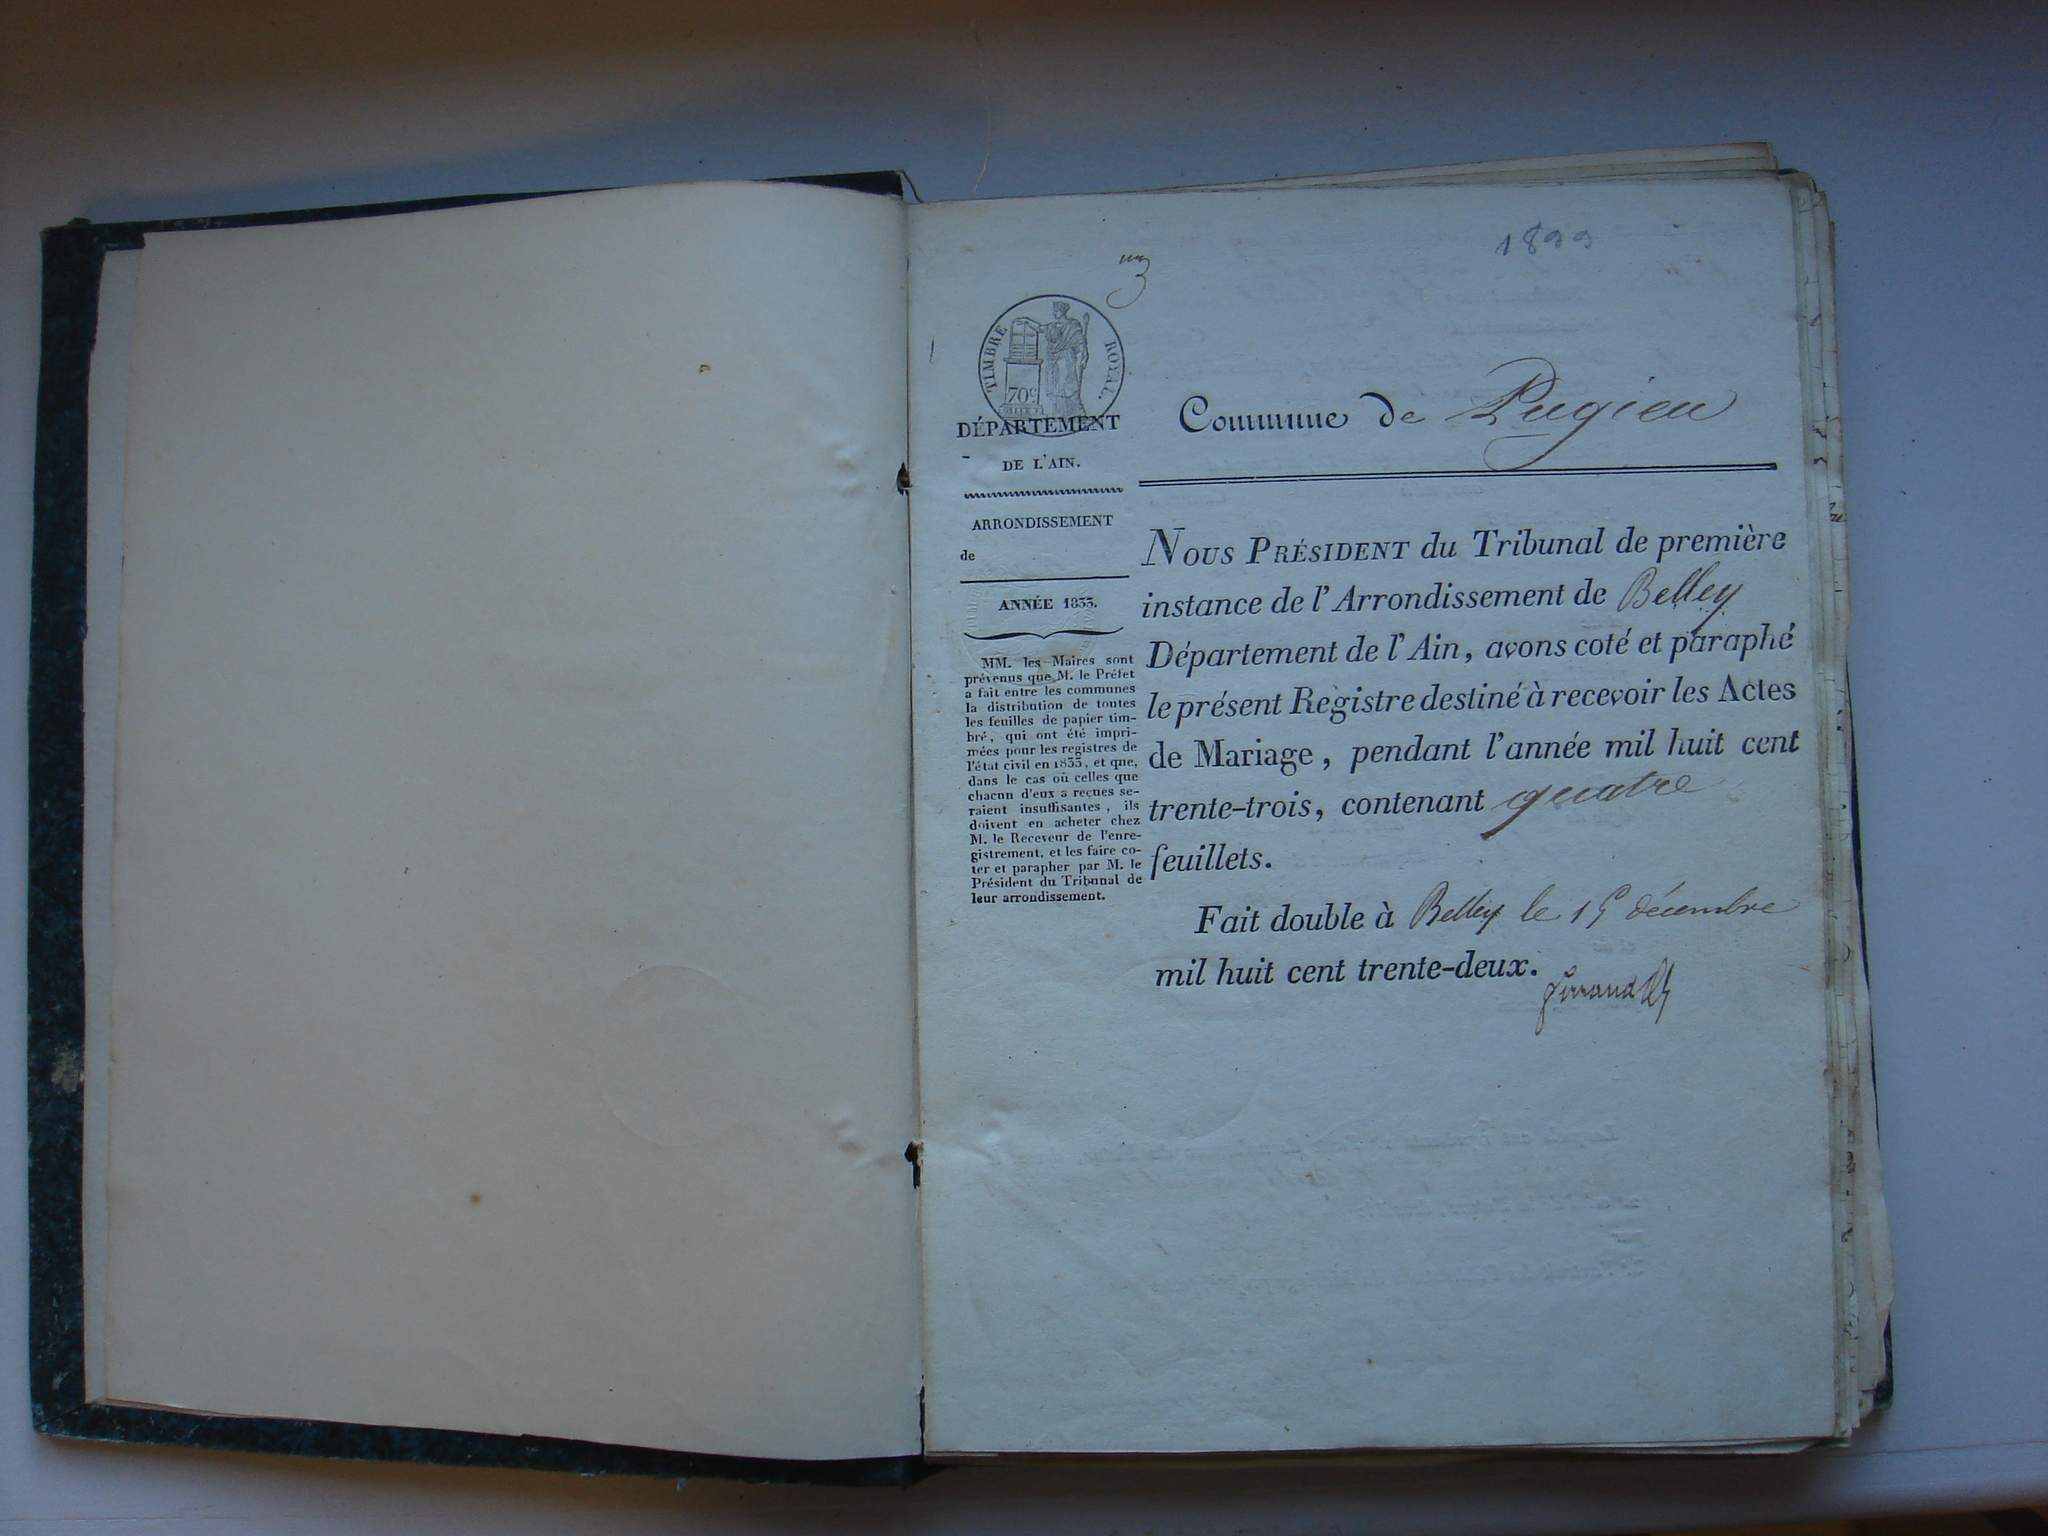 1833
un
TIMBRE ROYAL.
70c
DÉPARTEMENT
DE L'AIN.
ARRONDISSEMENT
de
ANNÉE 1833.
MM. les Maires sont
prévenus que M. le Préfet
a fait entre les communes
la distribution de toutes
les feuilles de papier tim-
bré, qui ont été impri-
mées pour les registres de
l'état civil en 1833, et que,
dans le cas où celles que
chacun d'eux a reçues se-
raient insuffisantes, ils
doivent en acheter chez
M. le Receveur de l'enre-
gistrement, et les faire co-
ter et parapher par M. le
Président du Tribunal de
leur arrondissement.
Commune de Pugieu
NOUS PRÉSIDENT du Tribunal de première
instance de l'Arrondissement de Belley
Département de l'Ain, avons coté et paraphé
le présent Registre destiné à recevoir les Actes
de Mariage, pendant l'année mil huit cent
trente-trois, contenant quatre
feuillets.
Fait double à Belley le 15 décembre
mil huit cent trente-deux.